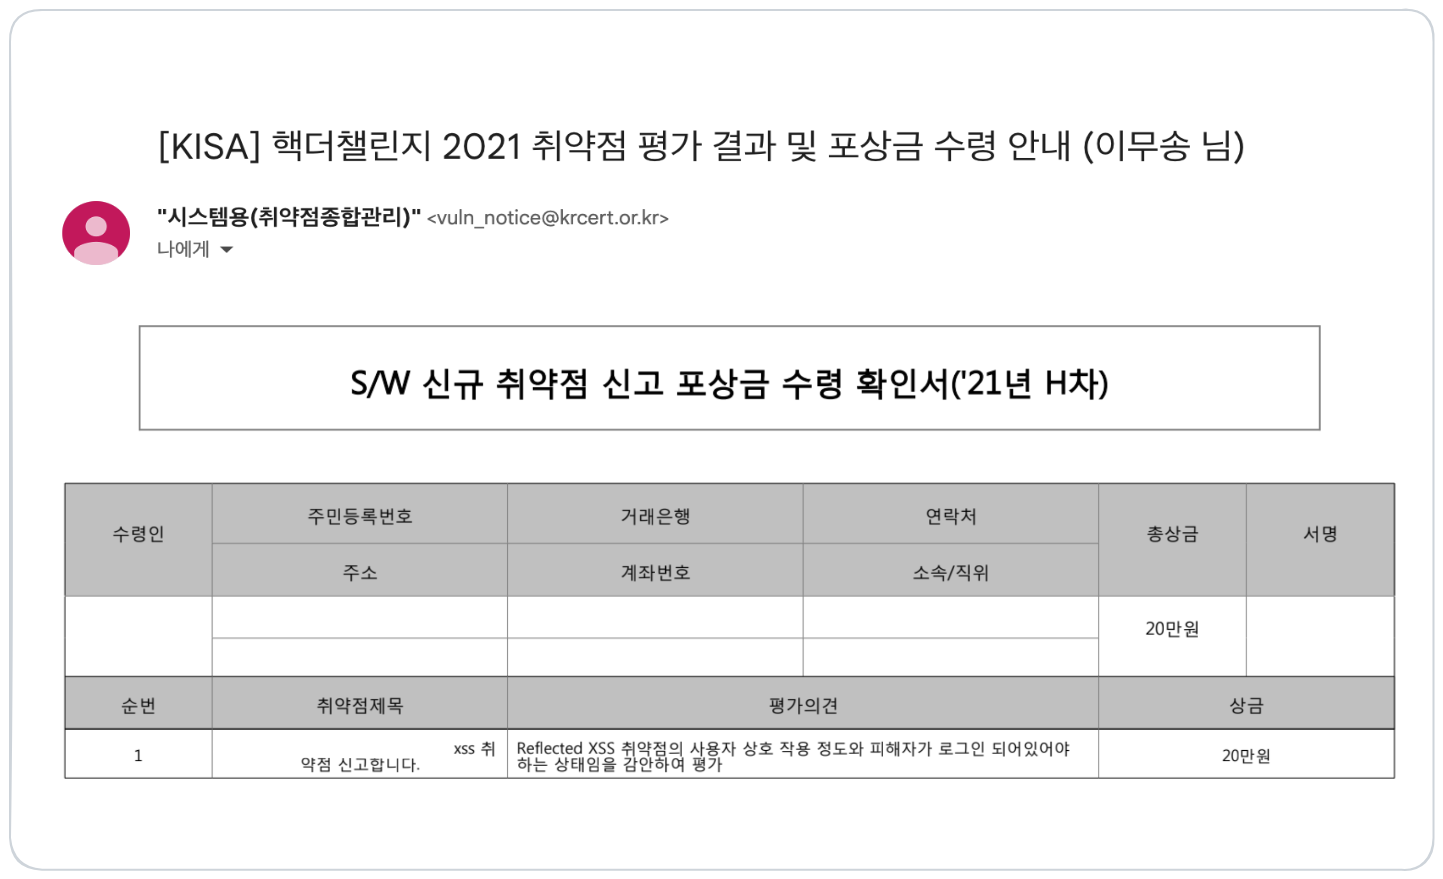 [KISA] 핵더챌린지 2021 취약점 평가 결과 및 포상금 수령 안내 (이무송 님)
"시스템용(취약점종합관리)" <vuln_notice@krcert.or.kr>
나에게
S/W 신규 취약점 신고 포상금 수령 확인서('21년 H차)
수령인 주민등록번호 거래은행 연락처 총상금 서명
주소 계좌번호 소속/직위
20만원
순번 취약점제목 평가의견 상금
1 xss 취 Reflected XSS 취약점의 사용자 상호 작용 정도와 피해자가 로그인 되어있어야 20만원
약점 신고합니다. 하는 상태임을 감안하여 평가